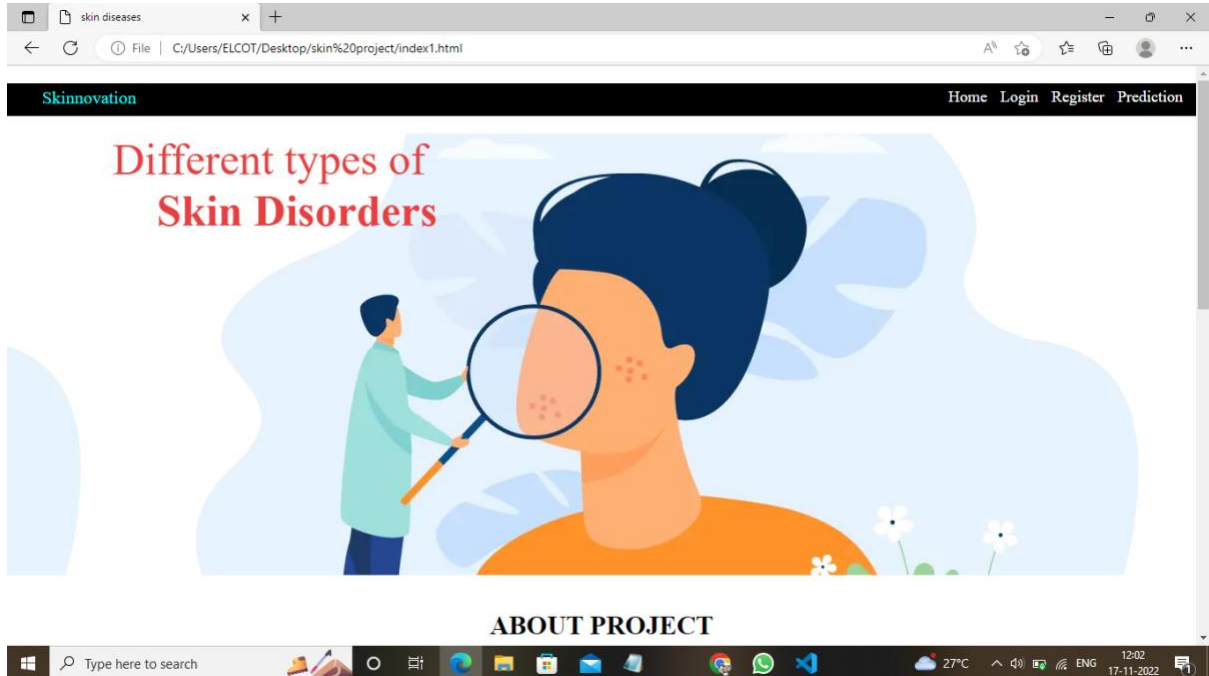 skin diseases
File | C:/Users/ELCOT/Desktop/skin%20project/index1.html
Skinnovation
Home Login Register Prediction
Different types of
Skin Disorders
ABOUT PROJECT
Type here to search
27°C
ENG
12:02
17-11-2022
1